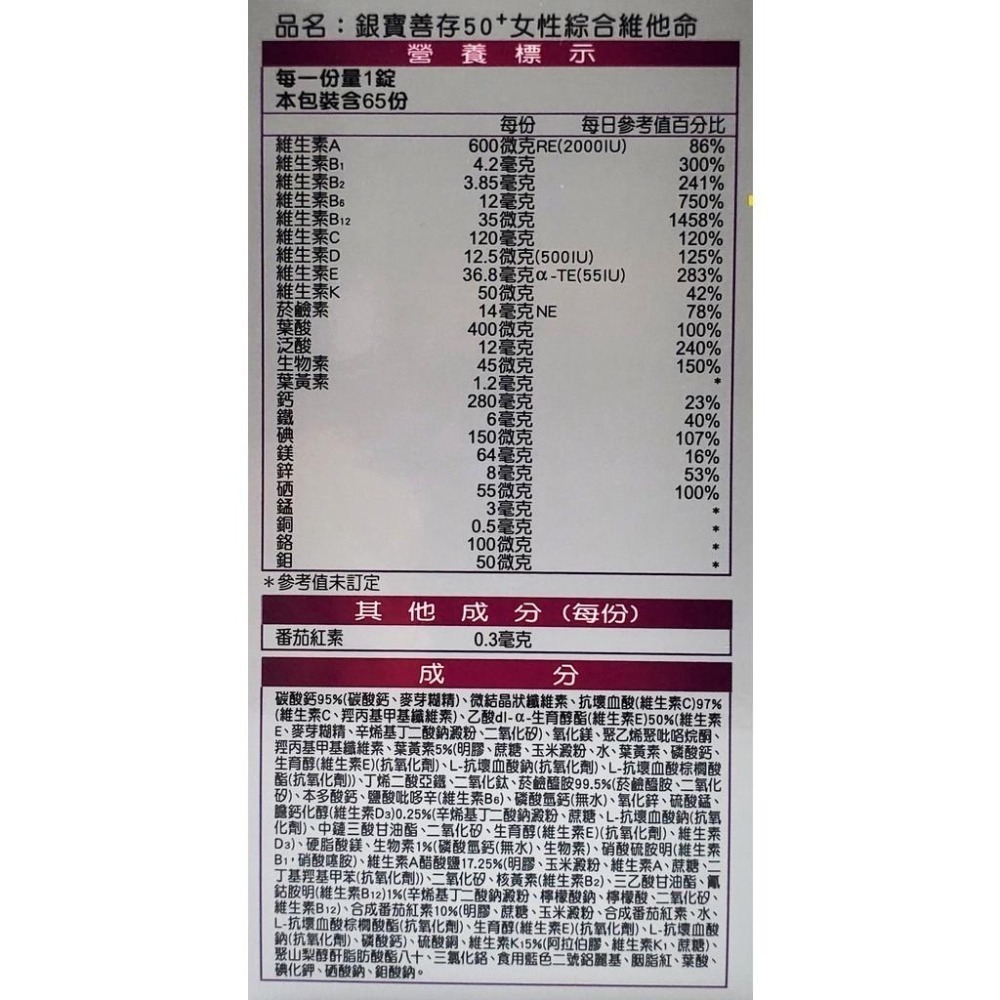 品名：銀寶善存50+女性綜合維他命
營養標示
每一份量1錠
本包裝含65份
每份 每日參考值百分比
維生素A 600微克RE(2000IU) 86%
維生素B1 4.2毫克 300%
維生素B2 3.85毫克 241%
維生素B6 12毫克 750%
維生素B12 35微克 1458%
維生素C 120毫克 120%
維生素D 12.5微克(500IU) 125%
維生素E 36.8毫克α-TE(55IU) 283%
維生素K 50微克 42%
菸鹼素 14毫克NE 78%
葉酸 400微克 100%
泛酸 12毫克 240%
生物素 45微克 150%
葉黃素 1.2毫克 *
鈣 280毫克 23%
鐵 6毫克 40%
碘 150微克 107%
鎂 64毫克 16%
鋅 8毫克 53%
硒 55微克 100%
錳 3毫克 *
銅 0.5毫克 *
鉻 100微克 *
鉬 50微克 *
*參考值未訂定
其他成分(每份)
番茄紅素 0.3毫克
成分
碳酸鈣95%(碳酸鈣、麥芽糊精)、微結晶狀纖維素、抗壞血酸(維生素C)97%
(維生素C、羥丙基甲基纖維素)、乙酸dl-α-生育醇酯(維生素E)50%(維生素
E、麥芽糊精、辛烯基丁二酸鈉澱粉、二氧化矽)、氧化鎂、聚乙烯聚吡咯烷酮、
羥丙基甲基纖維素、葉黃素5%(明膠、蔗糖、玉米澱粉、水、葉黃素、磷酸鈣、
生育醇(維生素E)(抗氧化劑)、L-抗壞血酸鈉(抗氧化劑)、L-抗壞血酸棕櫚酸
酯(抗氧化劑))、丁烯二酸亞鐵、二氧化鈦、菸鹼醯胺99.5%(菸鹼醯胺、二氧化
矽)、本多酸鈣、鹽酸吡哆辛(維生素B6)、磷酸氫鈣(無水)、氧化鋅、硫酸錳、
膽鈣化醇(維生素D3)0.25%(辛烯基丁二酸鈉澱粉、蔗糖、L-抗壞血酸鈉(抗氧
化劑)、中鏈三酸甘油酯、二氧化矽、生育醇(維生素E)(抗氧化劑)、維生素
D3)、硬脂酸鎂、生物素1%(磷酸氫鈣(無水)、生物素)、硝酸硫胺明(維生素
B1，硝酸噻胺)、維生素A醋酸鹽17.25%(明膠、玉米澱粉、維生素A、蔗糖、二
丁基羥基甲苯(抗氧化劑))、二氧化矽、核黃素(維生素B2)、三乙酸甘油酯、氰
鈷胺明(維生素B12)1%(辛烯基丁二酸鈉澱粉、檸檬酸鈉、檸檬酸、二氧化矽、
維生素B12)、合成番茄紅素10%(明膠、蔗糖、玉米澱粉、合成番茄紅素、水、
L-抗壞血酸棕櫚酸酯(抗氧化劑)、生育醇(維生素E)(抗氧化劑)、L-抗壞血酸
鈉(抗氧化劑)、磷酸鈣)、硫酸銅、維生素K15%(阿拉伯膠、維生素K1、蔗糖)、
聚山梨醇酐脂肪酸酯八十、三氯化鉻、食用藍色二號鋁麗基、胭脂紅、葉酸、
碘化鉀、硒酸鈉、鉬酸鈉。